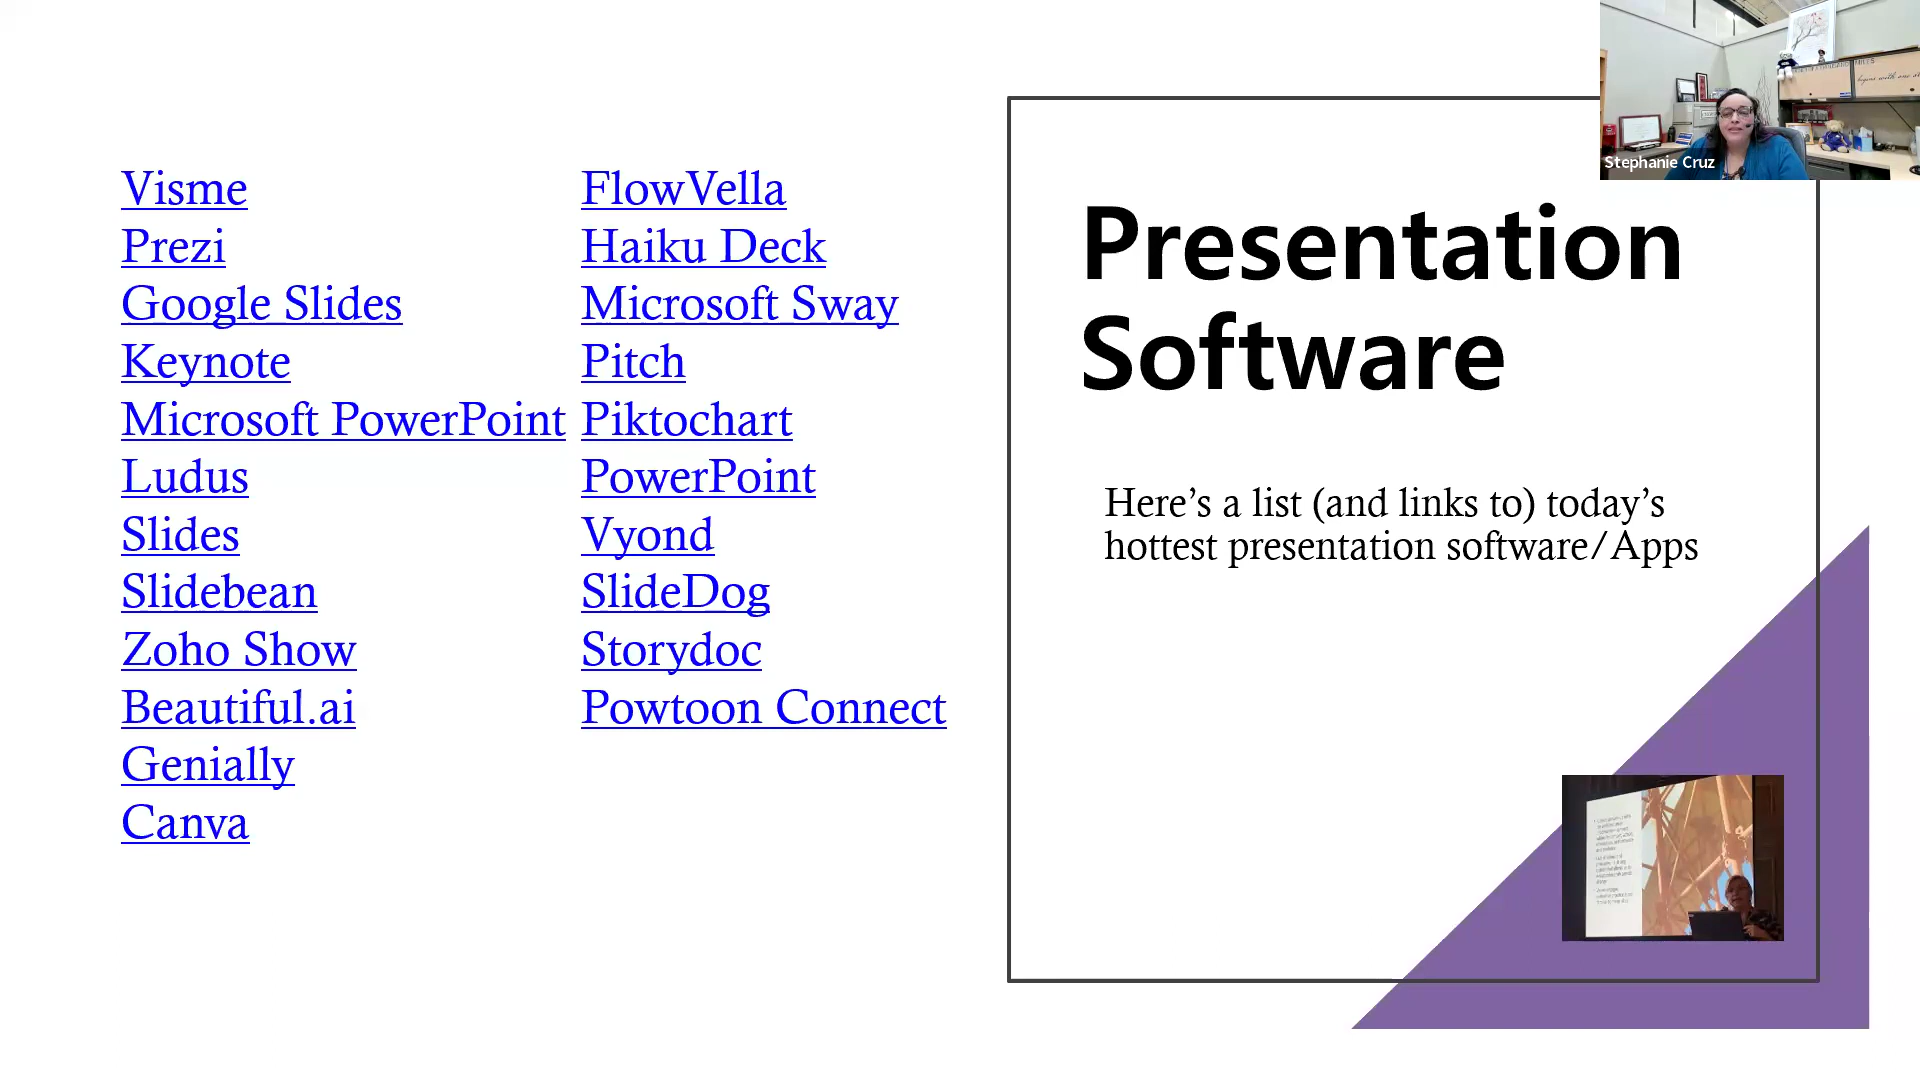 Visme
Prezi
Google Slides
Keynote
Microsoft PowerPoint
Ludus
Slides
Slidebean
Zoho Show
Beautiful.ai
Genially
Canva
FlowVella
Haiku Deck
Microsoft Sway
Pitch
Piktochart
PowerPoint
Vyond
SlideDog
Storydoc
Powtoon Connect
Presentation
Software
Here’s a list (and links to) today’s
hottest presentation software/Apps
Stephanie Cruz